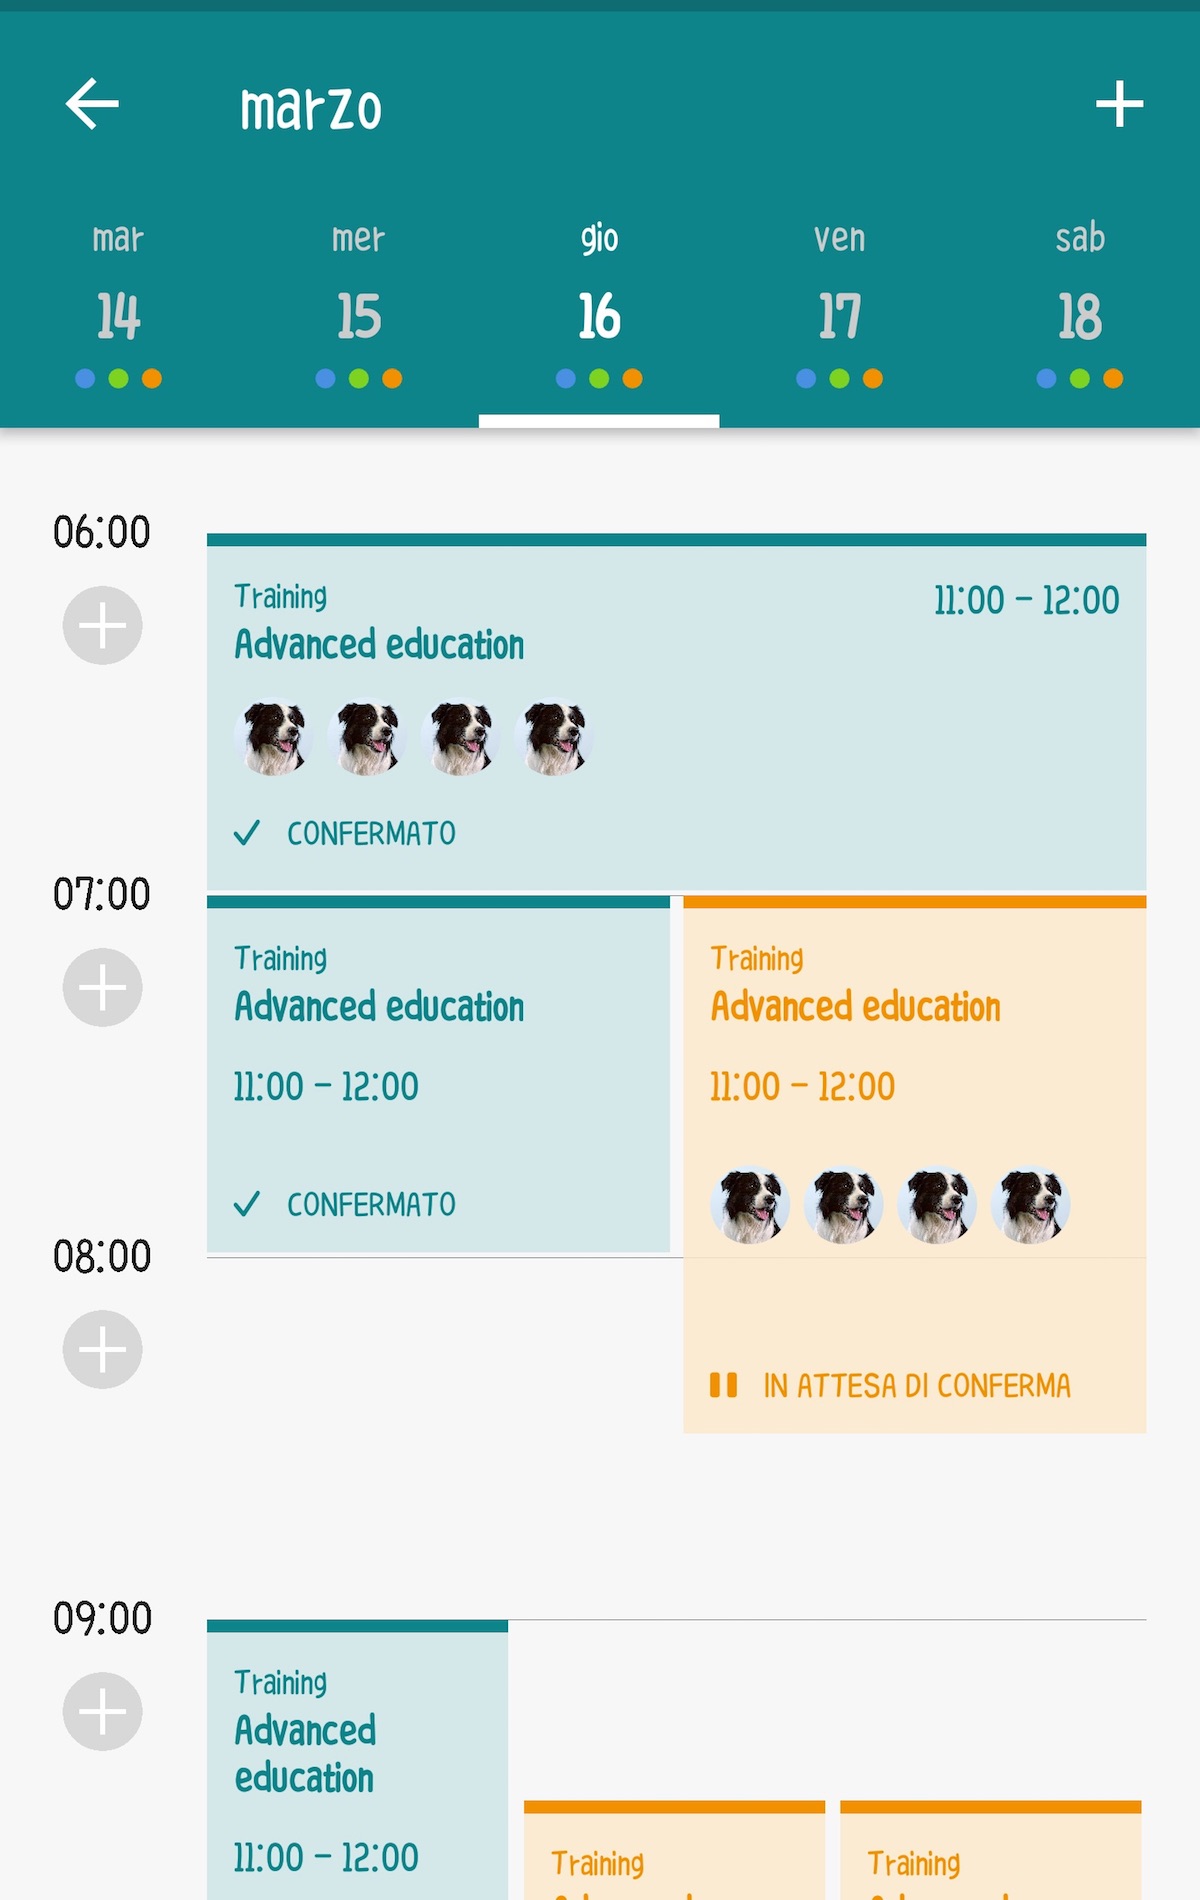 marzo
mar mer gio ven sab
14 15 16 17 18
06:00
Training
11:00 – 12:00
Advanced education
CONFERMATO
07:00
Training
Advanced education
11:00 – 12:00
CONFERMATO
Training
Advanced education
11:00 – 12:00
IN ATTESA DI CONFERMA
08:00
09:00
Training
Advanced
education
11:00 – 12:00
Training
Training